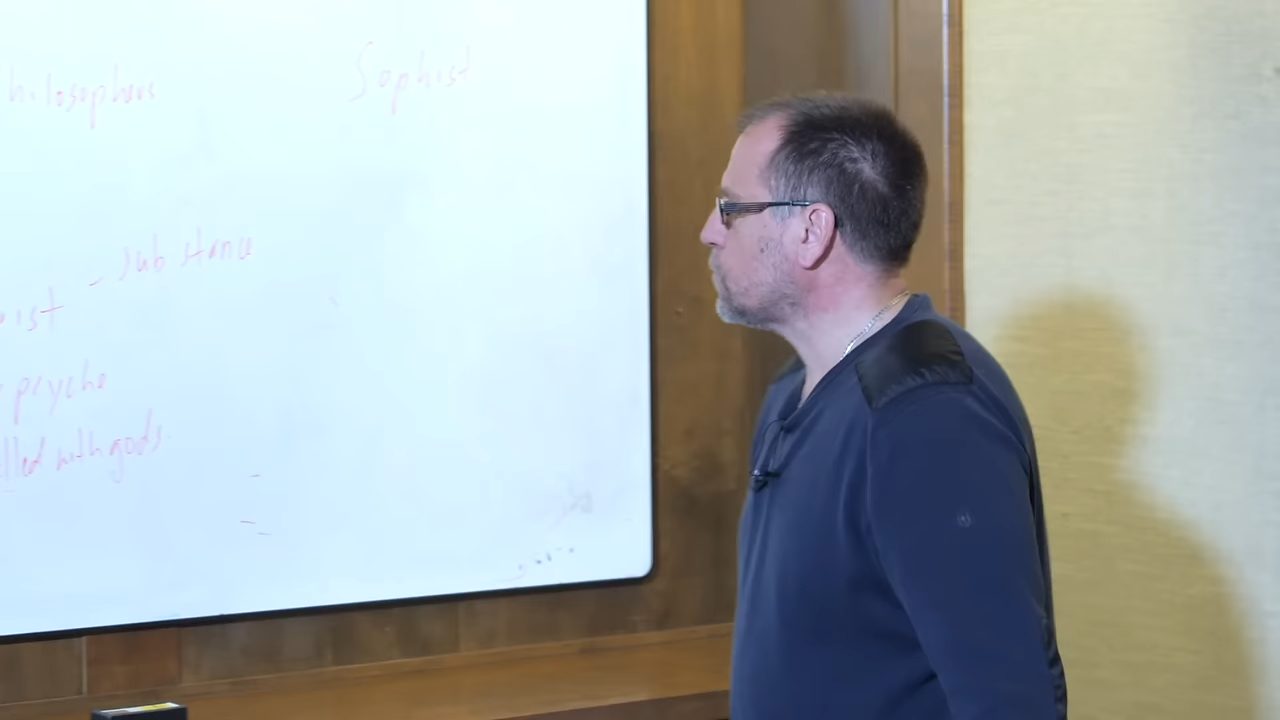 hilosophers
Sophist
- substance
ist
psyche
lled with gods.